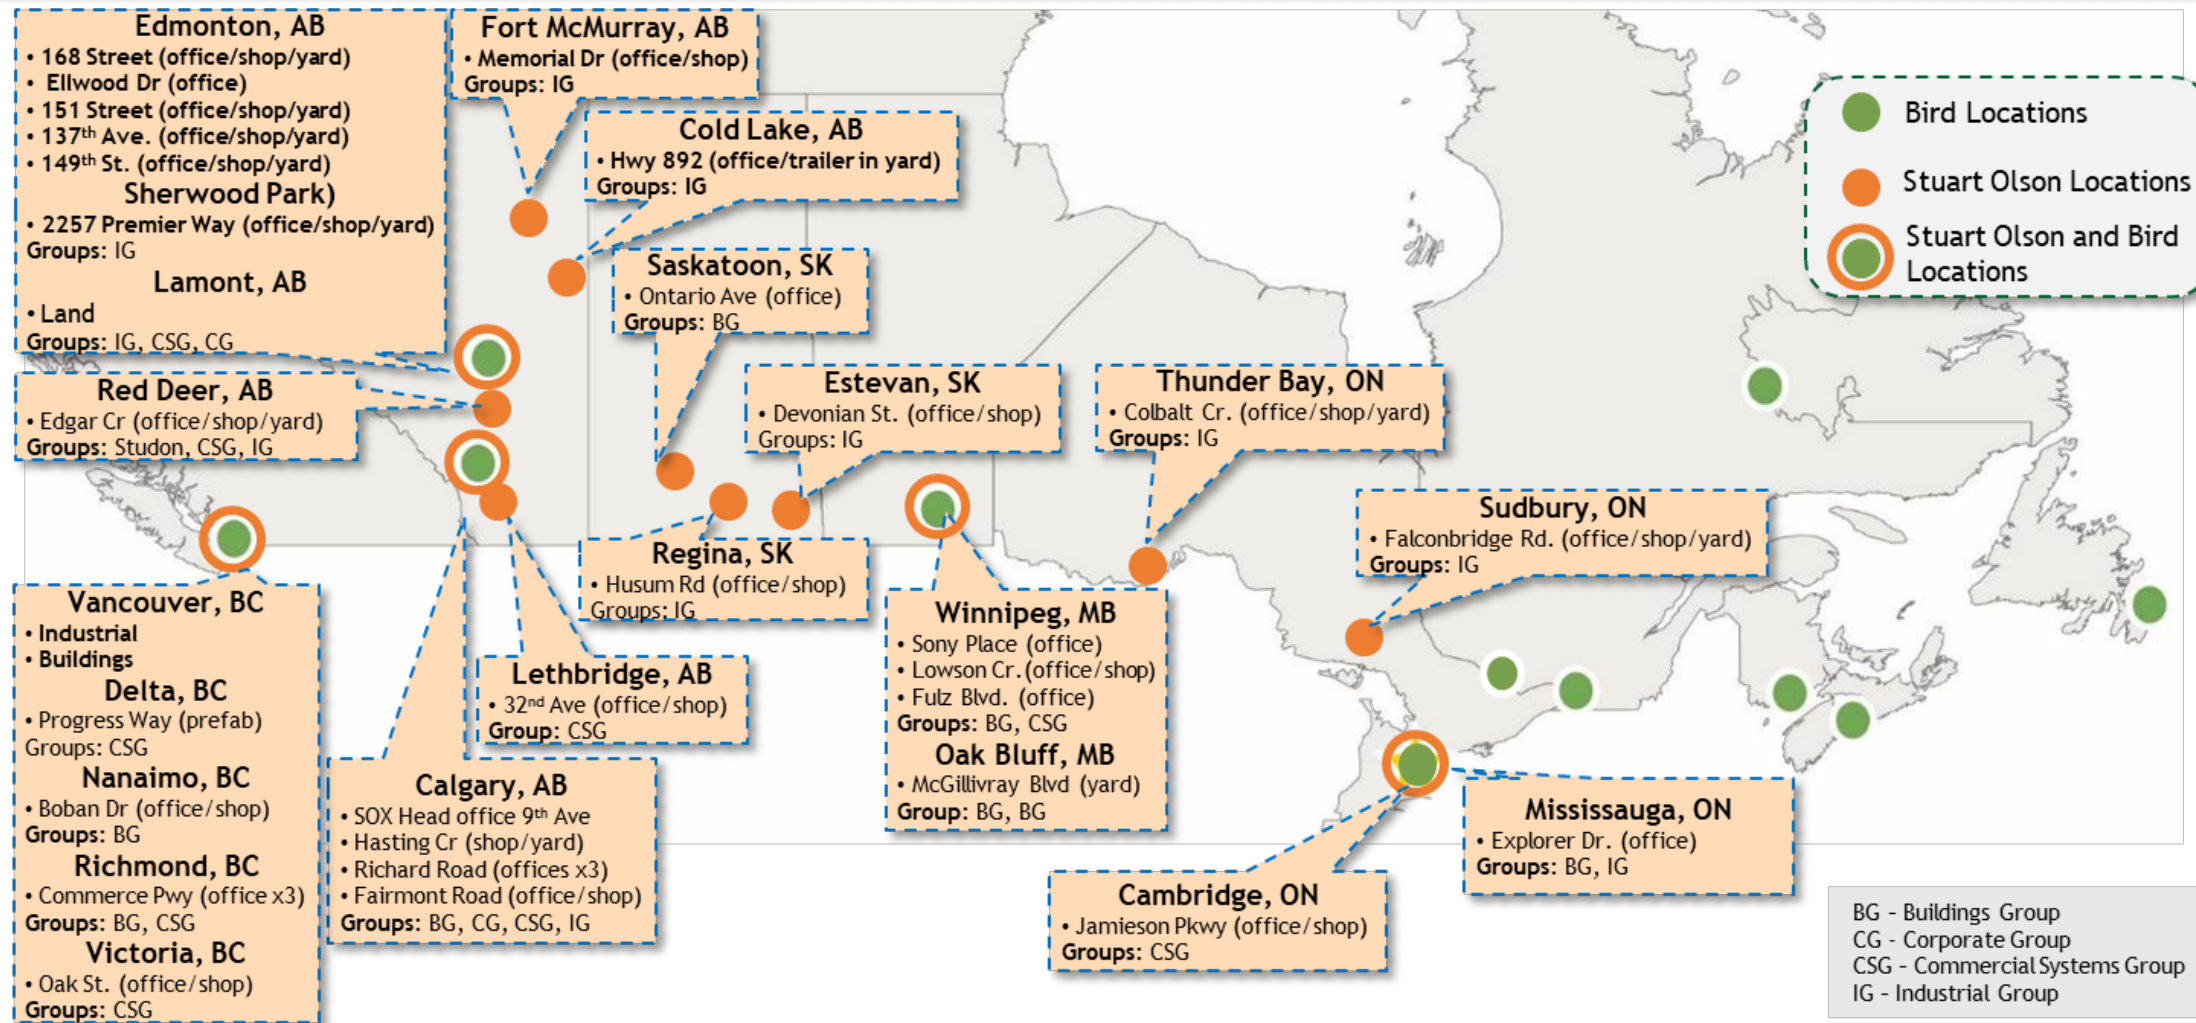 Edmonton, AB
• 168 Street (office/shop/yard)
• Ellwood Dr (office)
• 151 Street (office/shop/yard)
• 137th Ave. (office/shop/yard)
• 149th St. (office/shop/yard)
Sherwood Park)
• 2257 Premier Way (office/shop/yard)
Groups: IG
Lamont, AB
• Land
Groups: IG, CSG, CG
Fort McMurray, AB
• Memorial Dr (office/shop)
Groups: IG
Cold Lake, AB
• Hwy 892 (office/trailer in yard)
Groups: IG
Saskatoon, SK
• Ontario Ave (office)
Groups: BG
Bird Locations
Stuart Olson Locations
Stuart Olson and Bird
Locations
Red Deer, AB
• Edgar Cr (office/shop/yard)
Groups: Studon, CSG, IG
Estevan, SK
• Devonian St. (office/shop)
Groups: IG
Thunder Bay, ON
• Colbalt Cr. (office/shop/yard)
Groups: IG
Sudbury, ON
• Falconbridge Rd. (office/shop/yard)
Groups: IG
Regina, SK
• Husum Rd (office/shop)
Groups: IG
Vancouver, BC
• Industrial
• Buildings
Delta, BC
• Progress Way (prefab)
Groups: CSG
Nanaimo, BC
• Boban Dr (office/shop)
Groups: BG
Richmond, BC
• Commerce Pwy (office x3)
Groups: BG, CSG
Victoria, BC
• Oak St. (office/shop)
Groups: CSG
Lethbridge, AB
• 32nd Ave (office/shop)
Group: CSG
Calgary, AB
• SOX Head office 9th Ave
• Hasting Cr (shop/yard)
• Richard Road (offices x3)
• Fairmont Road (office/shop)
Groups: BG, CG, CSG, IG
Winnipeg, MB
• Sony Place (office)
• Lowson Cr.(office/shop)
• Fulz Blvd. (office)
Groups: BG, CSG
Oak Bluff, MB
• McGillivray Blvd (yard)
Group: BG, BG
Cambridge, ON
• Jamieson Pkwy (office/shop)
Groups: CSG
Mississauga, ON
• Explorer Dr. (office)
Groups: BG, IG
BG - Buildings Group
CG - Corporate Group
CSG - Commercial Systems Group
IG - Industrial Group